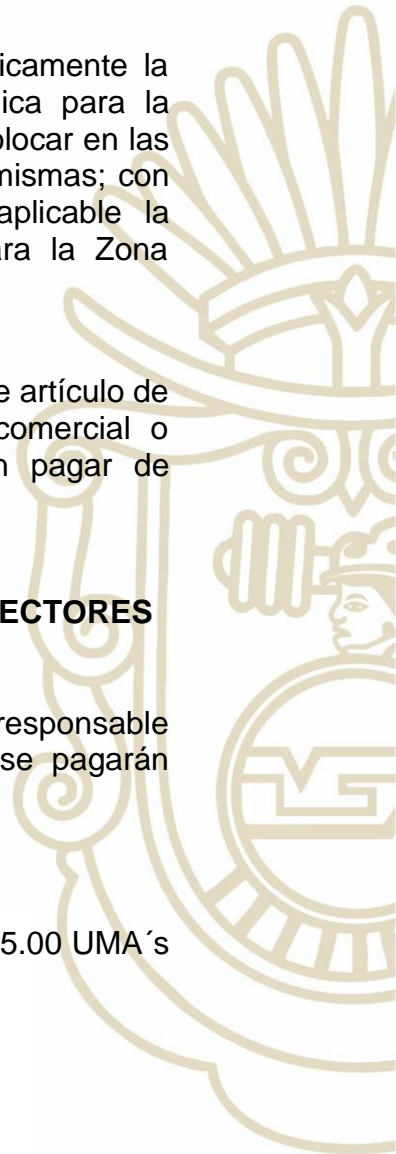 icamente la
ica para la
olocar en las
mismas; con
aplicable la
ara la Zona
e artículo de
comercial o
n pagar de
ECTORES
responsable
se pagarán
5.00 UMA´s